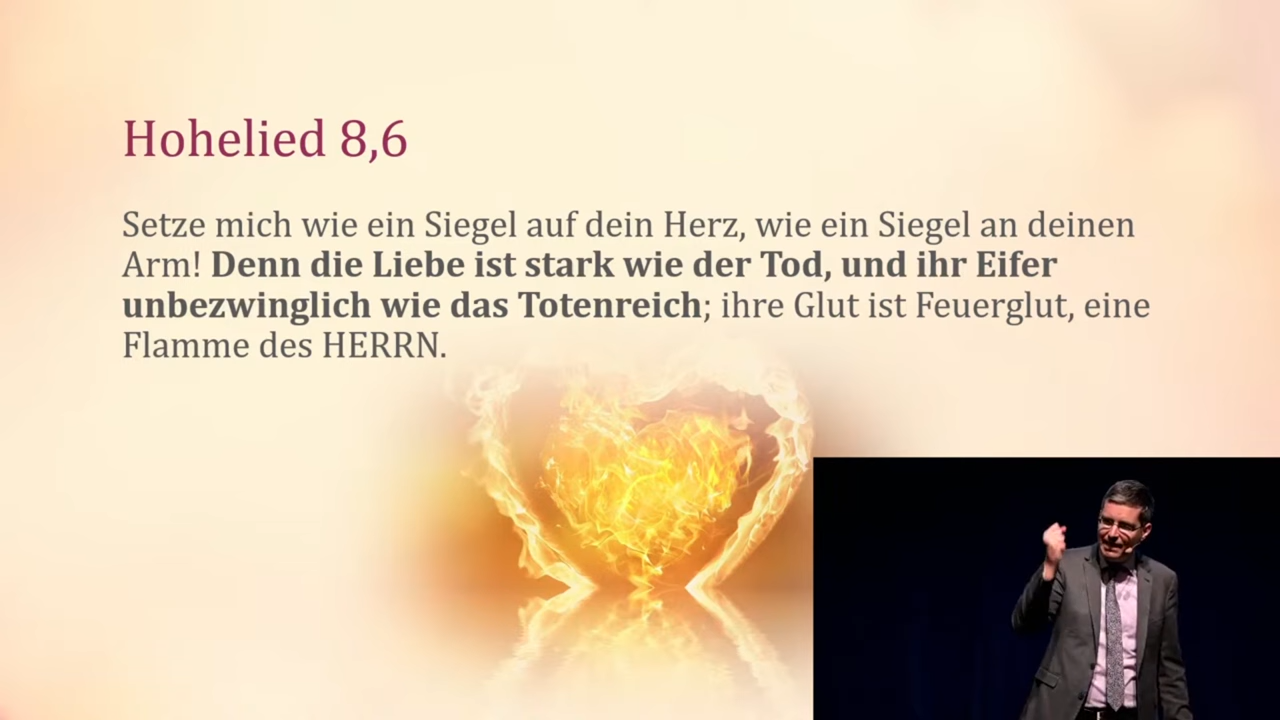 Hohelied 8,6
Setze mich wie ein Siegel auf dein Herz, wie ein Siegel an deinen
Arm! Denn die Liebe ist stark wie der Tod, und ihr Eifer
unbezwinglich wie das Totenreich; ihre Glut ist Feuerglut, eine
Flamme des HERRN.